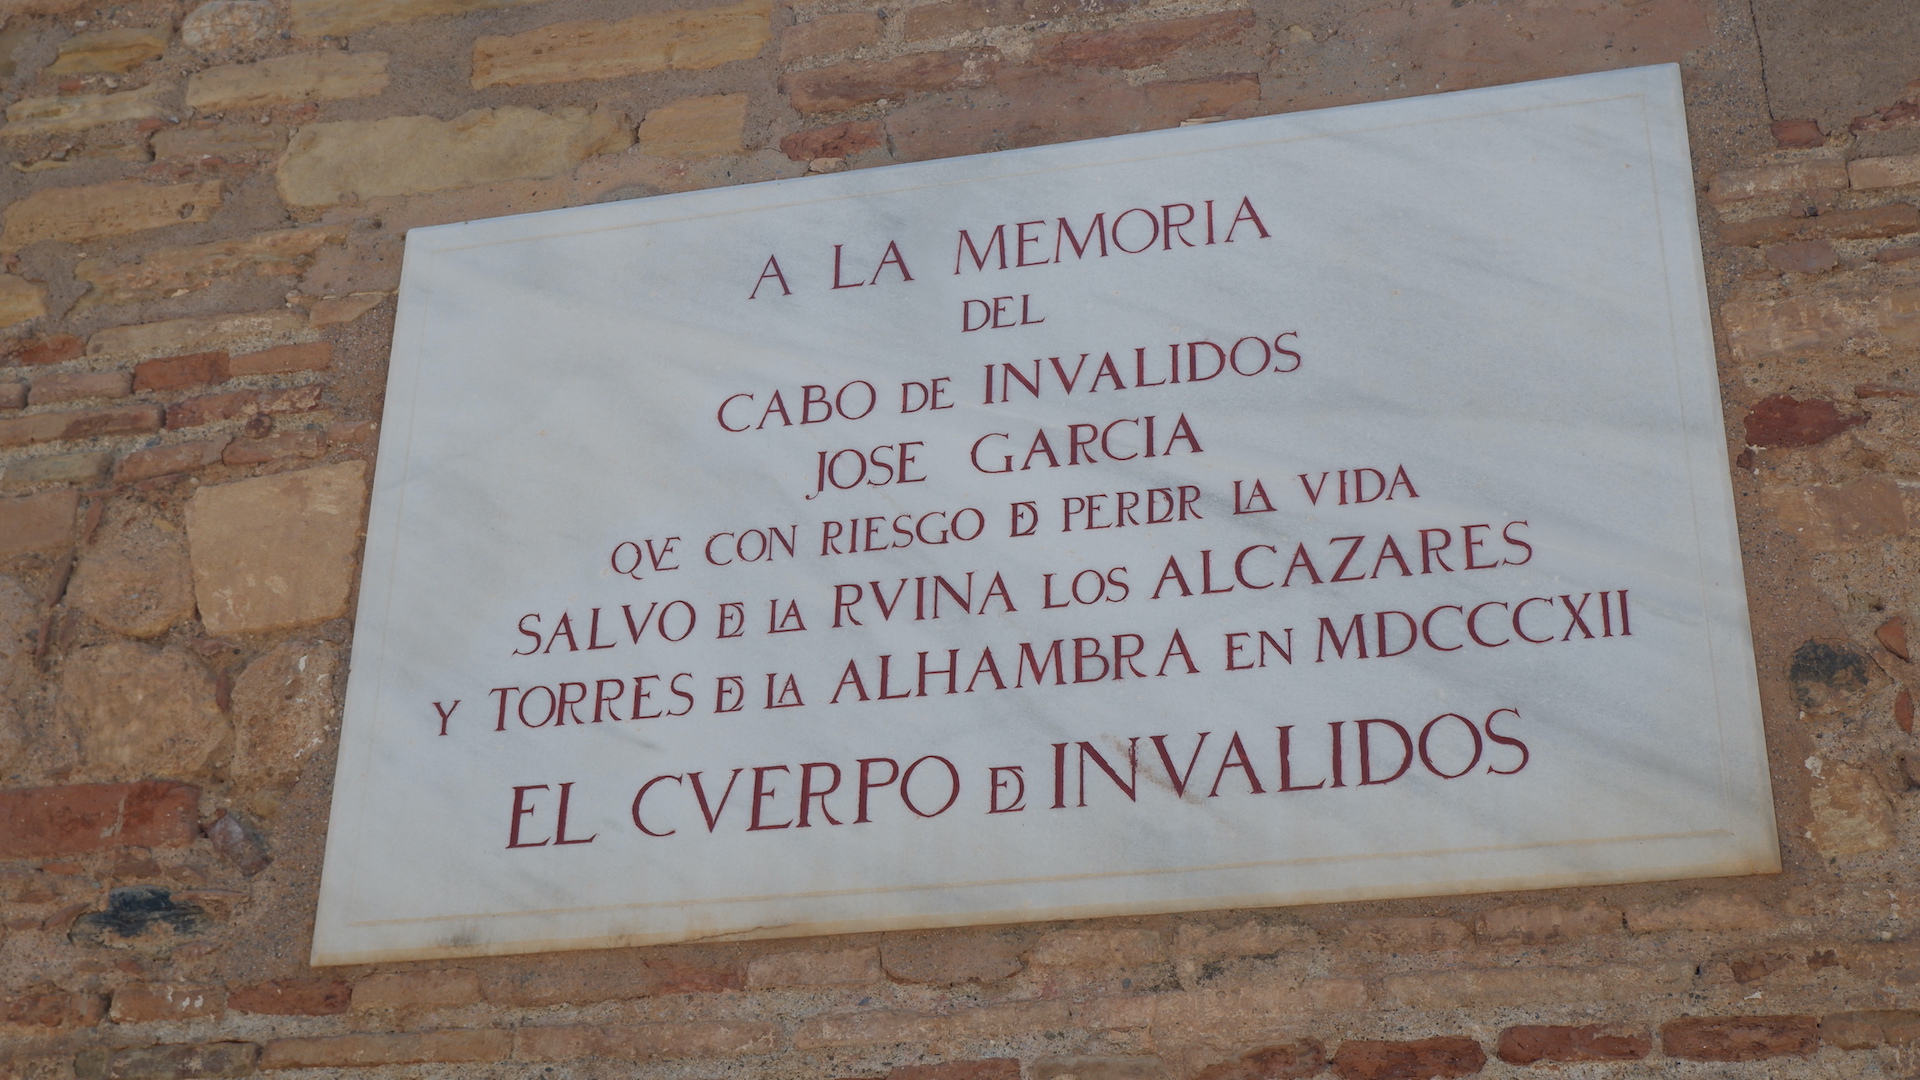 A LA MEMORIA
DEL
CABO DE INVALIDOS
JOSE GARCIA
QVE CON RIESGO DE PERDER LA VIDA
SALVO DE LA RVINA LOS ALCAZARES
Y TORRES DE LA ALHAMBRA EN MDCCCXII
EL CVERPO DE INVALIDOS